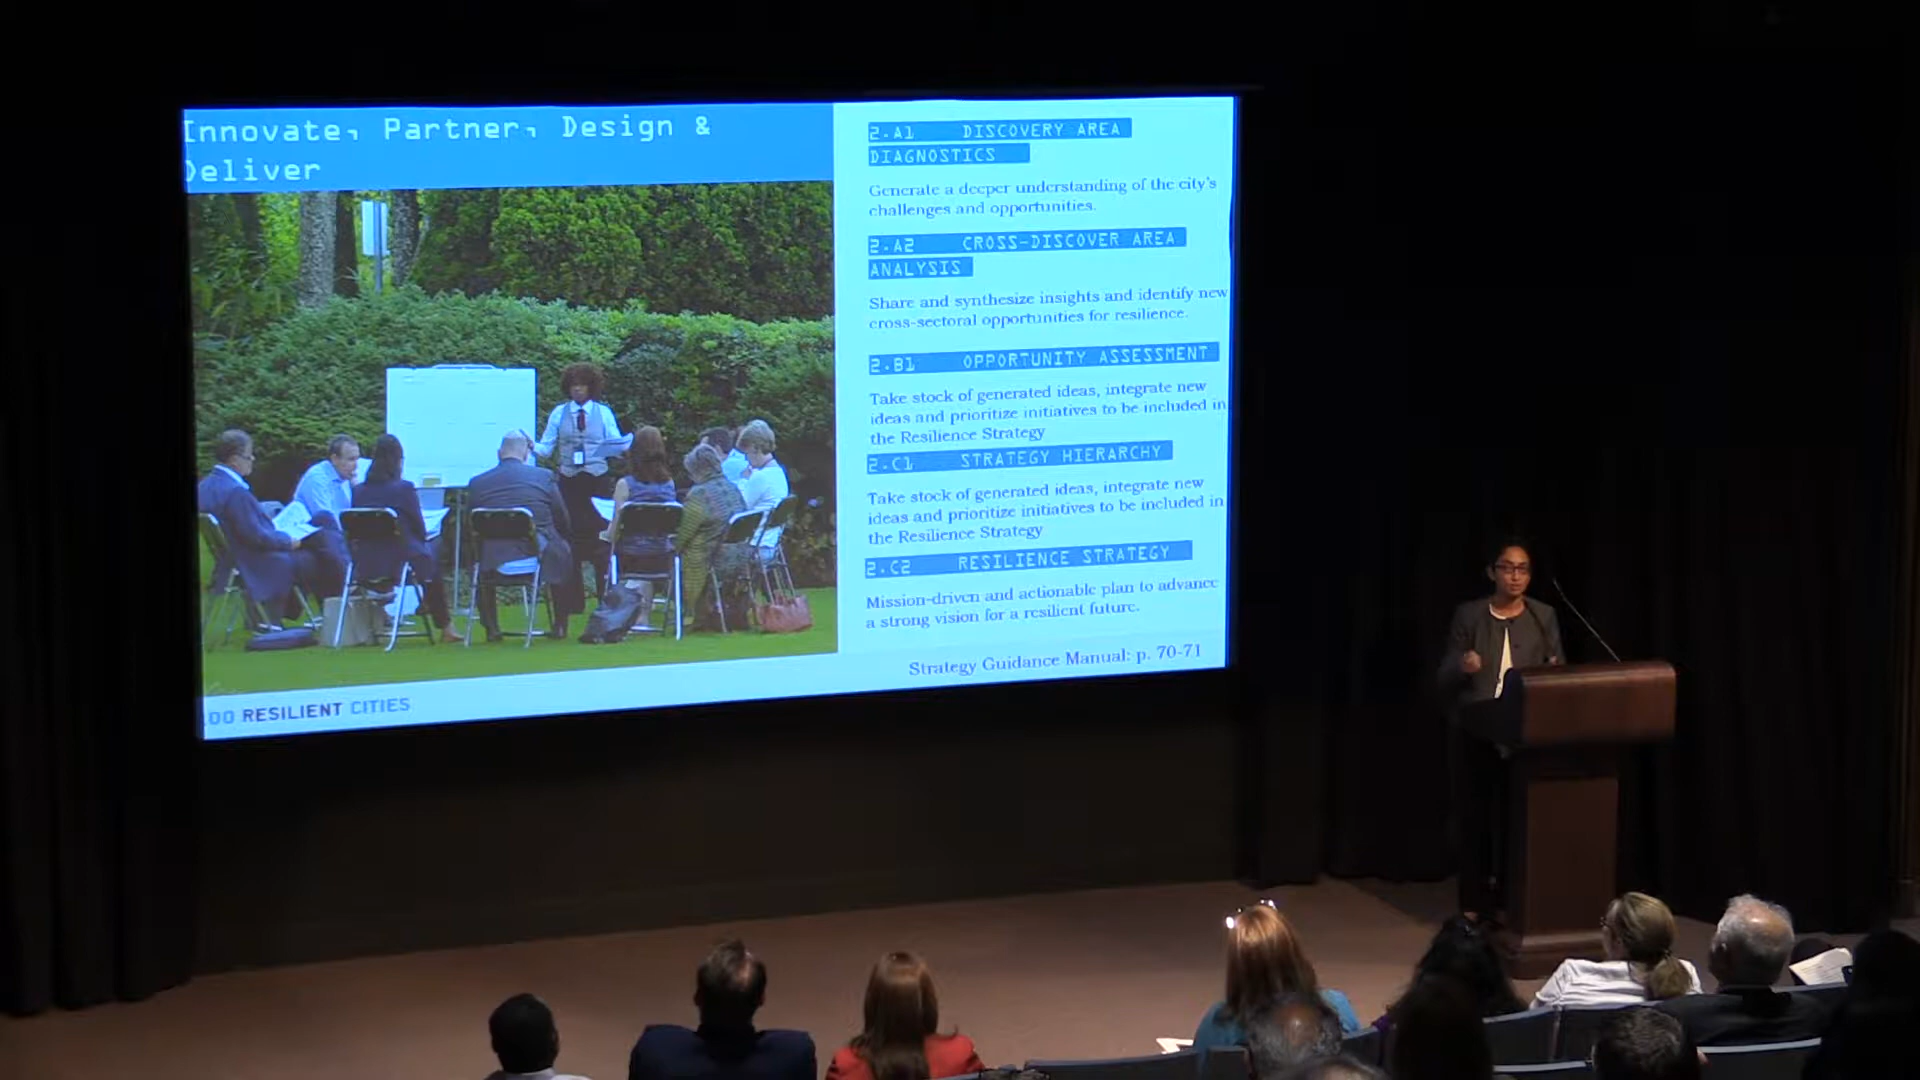 Innovate, Partner, Design &
Deliver
2.A1 DISCOVERY AREA
DIAGNOSTICS
Generate a deeper understanding of the city's
challenges and opportunities.
2.A2 CROSS-DISCOVER AREA
ANALYSIS
Share and synthesize insights and identify new
cross-sectoral opportunities for resilience.
2.B1 OPPORTUNITY ASSESSMENT
Take stock of generated ideas, integrate new
ideas and prioritize initiatives to be included in
the Resilience Strategy
2.C1 STRATEGY HIERARCHY
Take stock of generated ideas, integrate new
ideas and prioritize initiatives to be included in
the Resilience Strategy
2.C2 RESILIENCE STRATEGY
Mission-driven and actionable plan to advance
a strong vision for a resilient future.
Strategy Guidance Manual: p. 70-71
100 RESILIENT CITIES